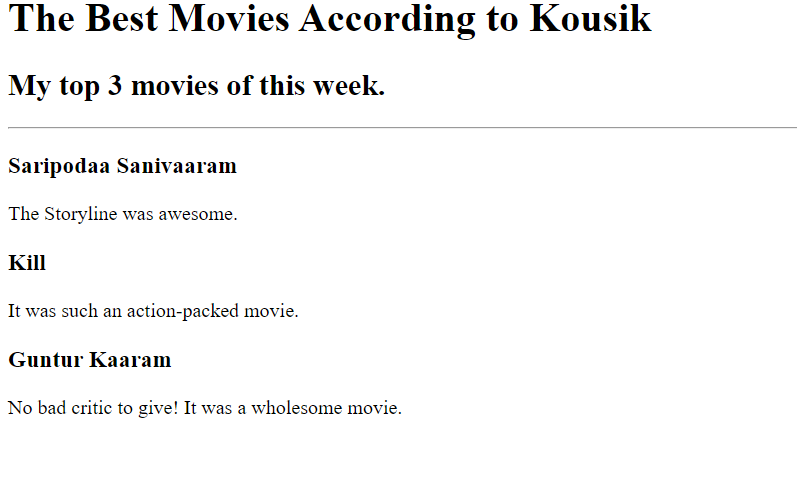 The Best Movies According to Kousik
My top 3 movies of this week.
Saripodaa Sanivaaram
The Storyline was awesome.
Kill
It was such an action-packed movie.
Guntur Kaaram
No bad critic to give! It was a wholesome movie.